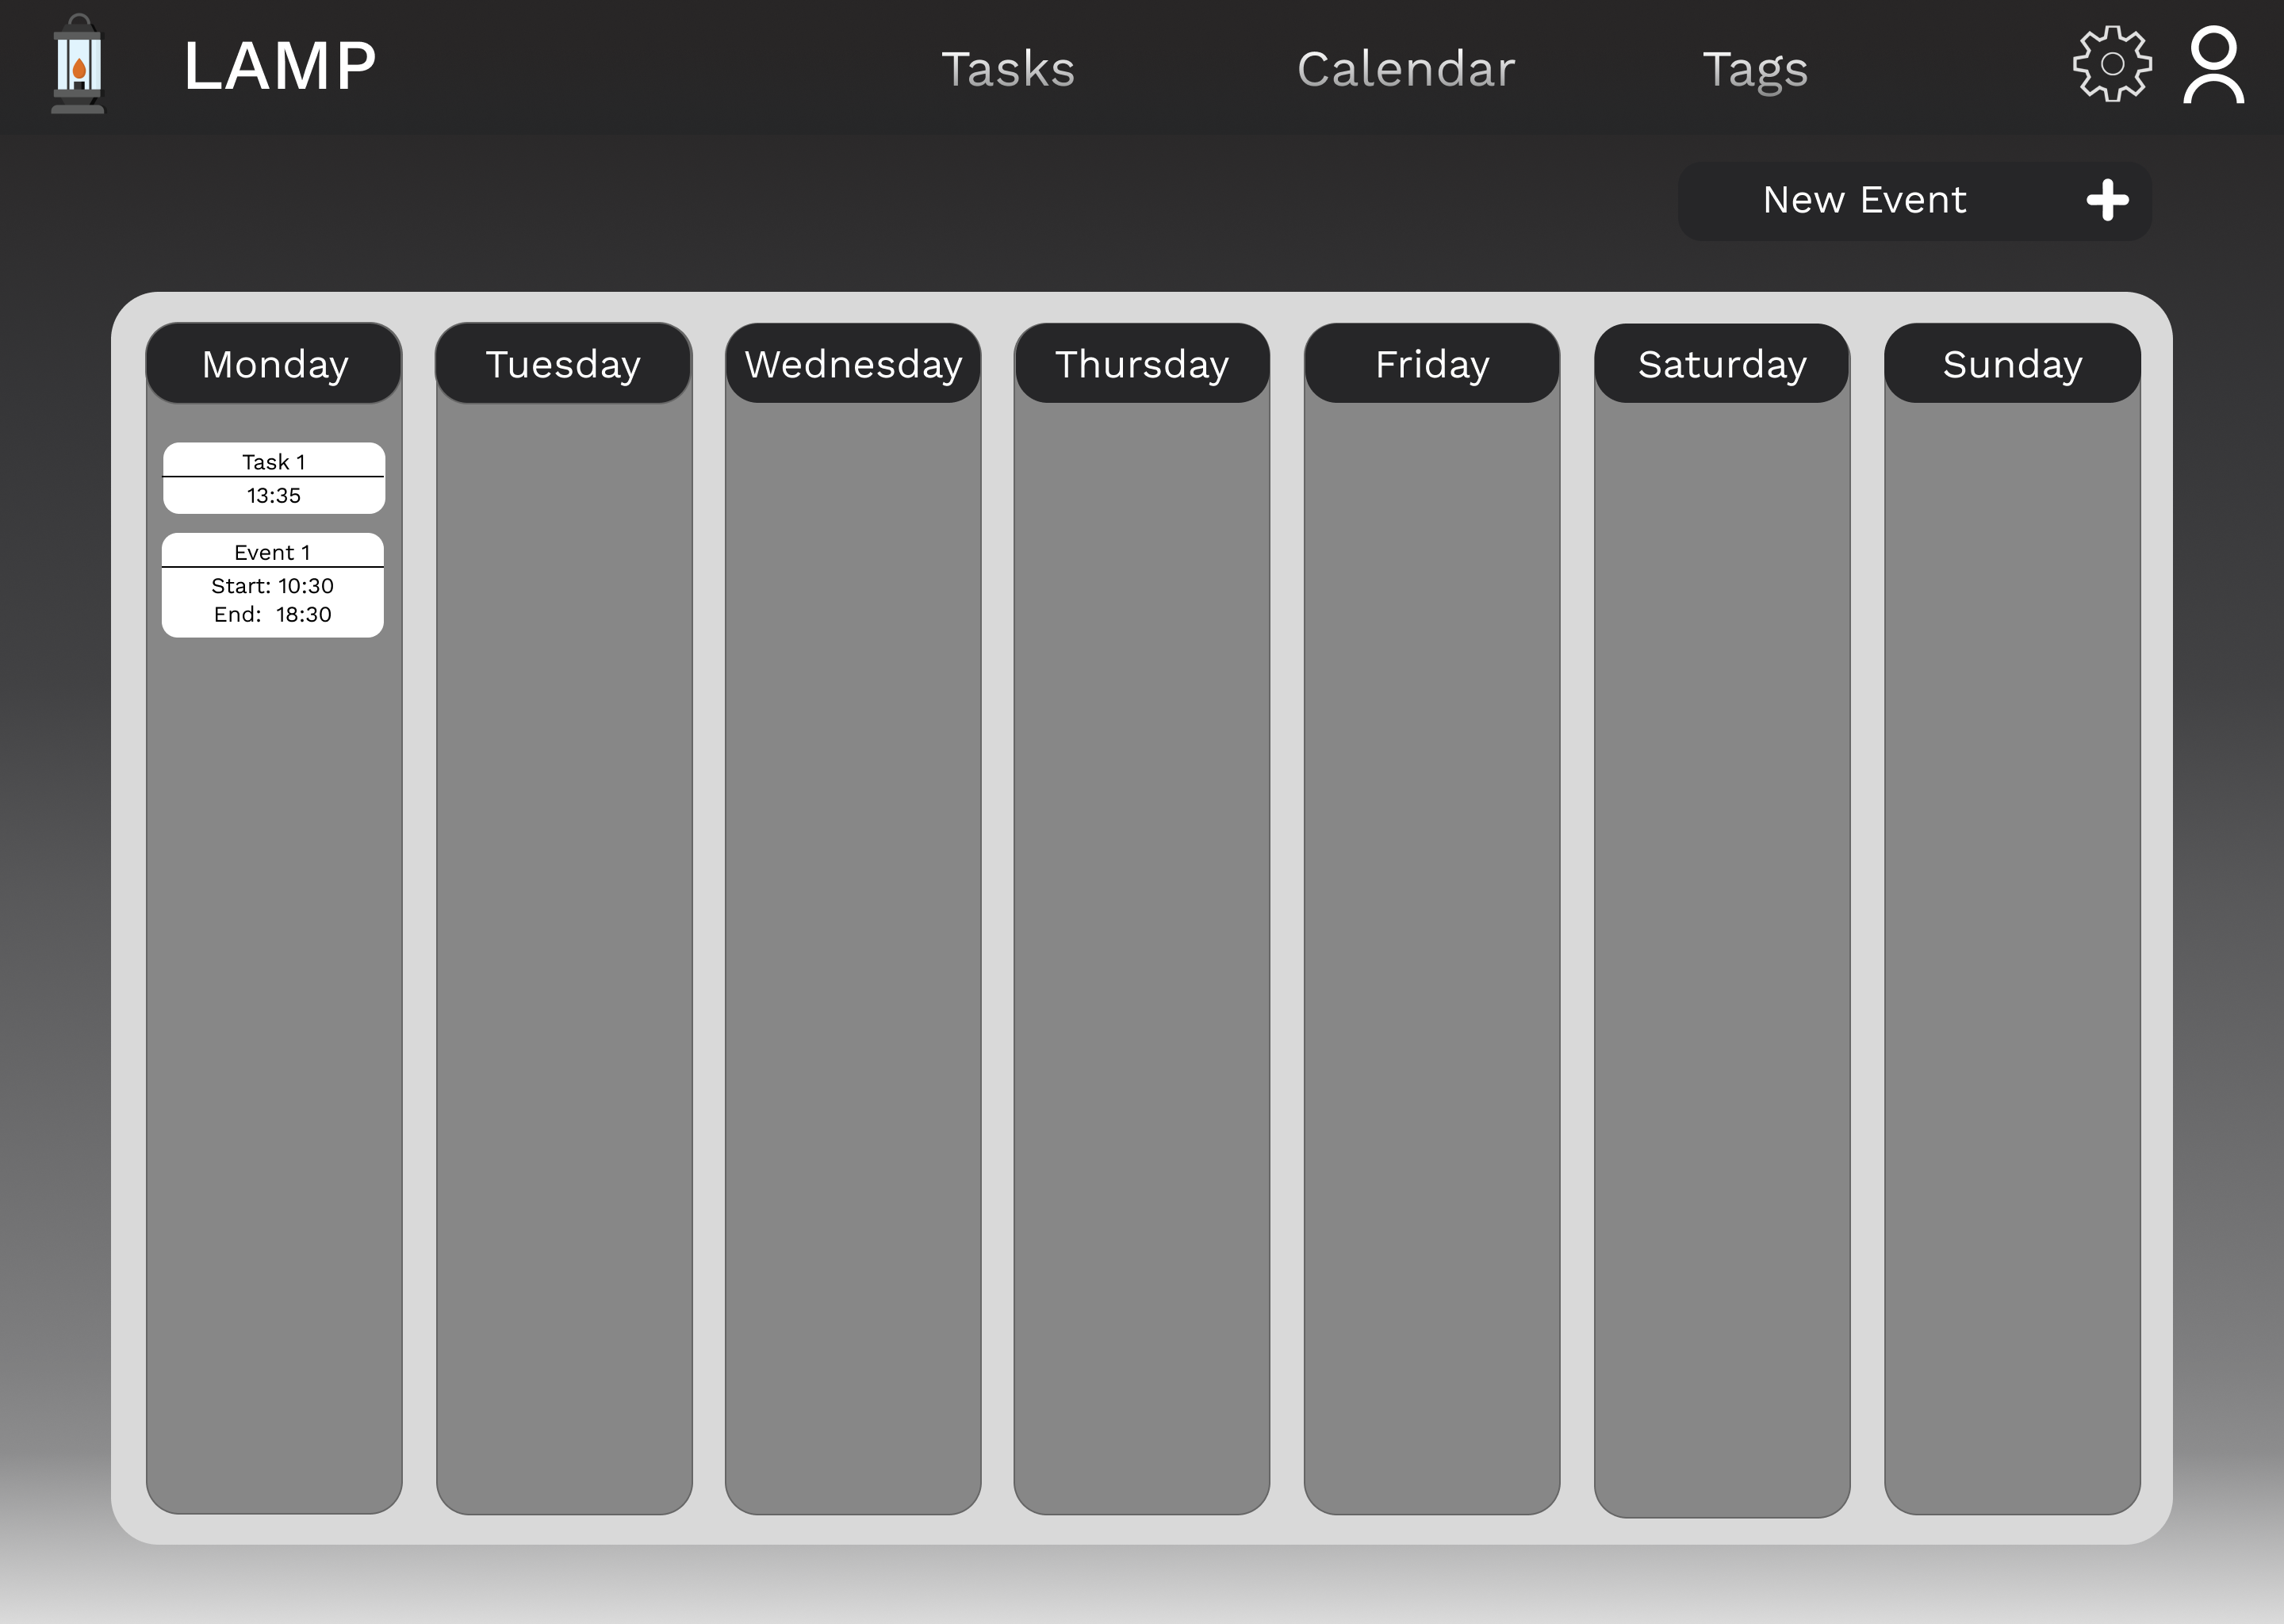 LAMP
Tasks
Calendar
Tags
New Event
Monday
Tuesday
Wednesday
Thursday
Friday
Saturday
Sunday
Task 1
13:35
Event 1
Start: 10:30
End: 18:30